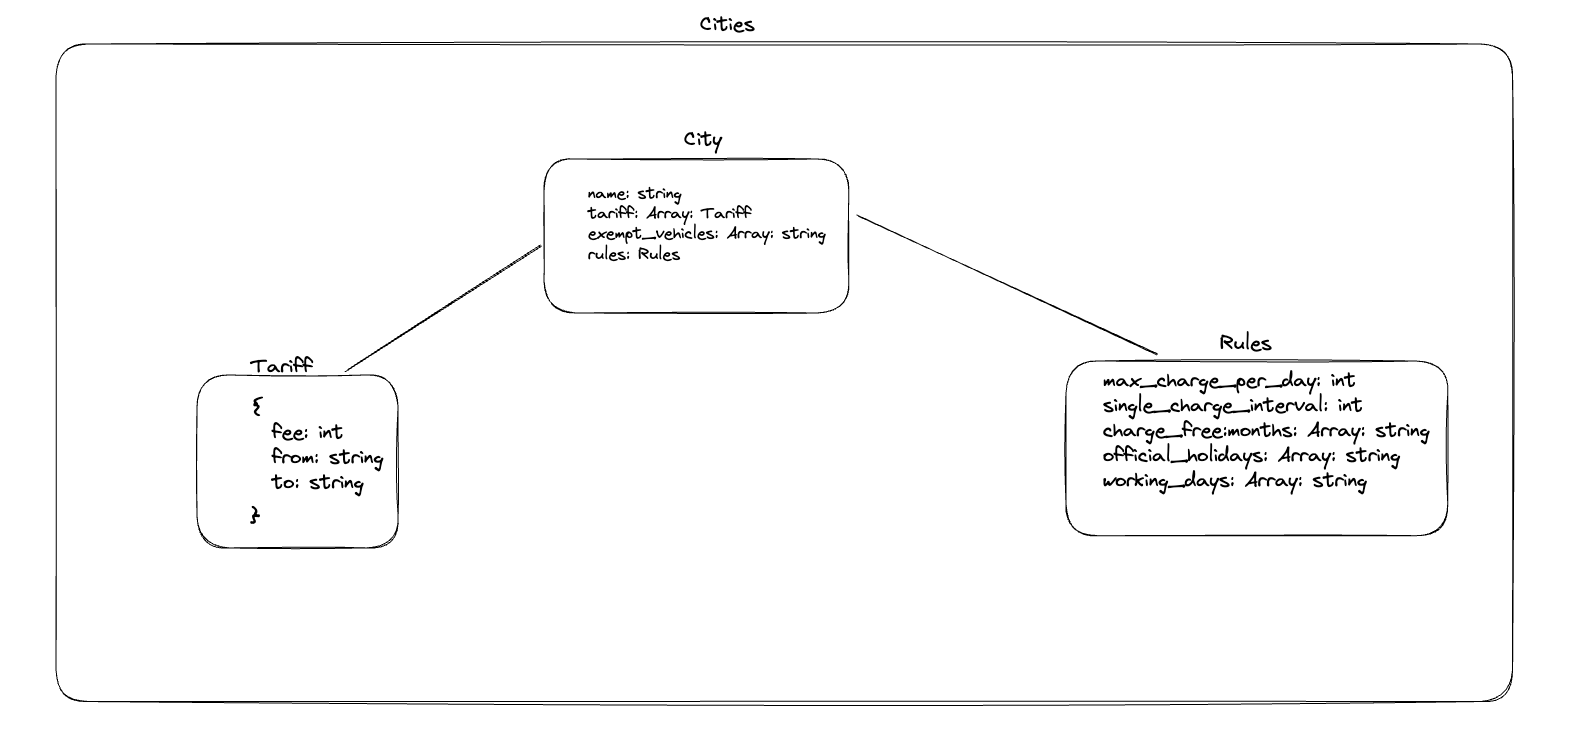 Cities
City
name: string
tariff: Array: Tariff
exempt_vehicles: Array: string
rules: Rules
Tariff
{
fee: int
from: string
to: string
}
Rules
max_charge_per_day: int
single_charge_interval: int
charge_free:months: Array: string
official_holidays: Array: string
working_days: Array: string